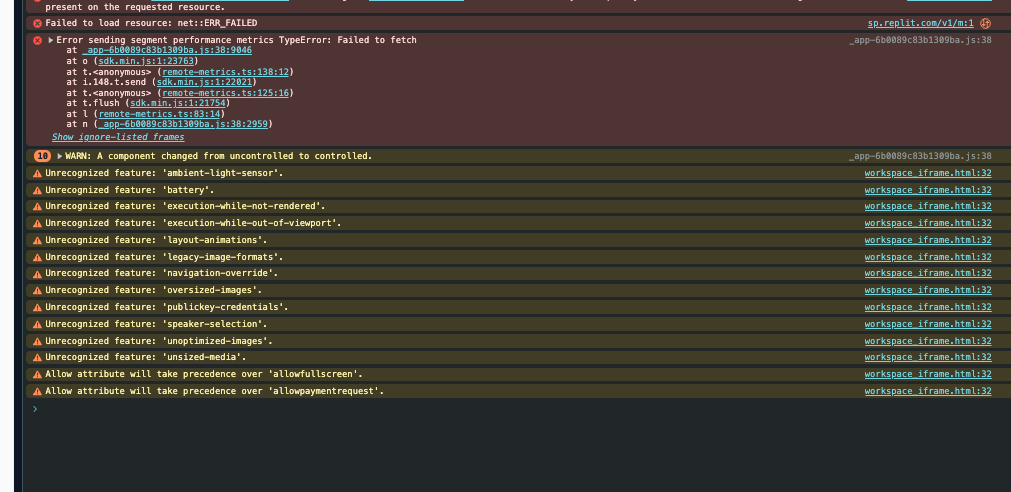 present on the requested resource.
Failed to load resource: net::ERR_FAILED sp.replit.com/v1/m:1
Error sending segment performance metrics TypeError: Failed to fetch _app-6b0089c83b1309ba.js:38
at _app-6b0089c83b1309ba.js:38:9046
at o (sdk.min.js:1:23763)
at t.<anonymous> (remote-metrics.ts:138:12)
at i.148.t.send (sdk.min.js:1:22021)
at t.<anonymous> (remote-metrics.ts:125:16)
at t.flush (sdk.min.js:1:21754)
at l (remote-metrics.ts:83:14)
at n (_app-6b0089c83b1309ba.js:38:2959)
Show ignore-listed frames
10 WARN: A component changed from uncontrolled to controlled. _app-6b0089c83b1309ba.js:38
Unrecognized feature: 'ambient-light-sensor'. workspace_iframe.html:32
Unrecognized feature: 'battery'. workspace_iframe.html:32
Unrecognized feature: 'execution-while-not-rendered'. workspace_iframe.html:32
Unrecognized feature: 'execution-while-out-of-viewport'. workspace_iframe.html:32
Unrecognized feature: 'layout-animations'. workspace_iframe.html:32
Unrecognized feature: 'legacy-image-formats'. workspace_iframe.html:32
Unrecognized feature: 'navigation-override'. workspace_iframe.html:32
Unrecognized feature: 'oversized-images'. workspace_iframe.html:32
Unrecognized feature: 'publickey-credentials'. workspace_iframe.html:32
Unrecognized feature: 'speaker-selection'. workspace_iframe.html:32
Unrecognized feature: 'unoptimized-images'. workspace_iframe.html:32
Unrecognized feature: 'unsized-media'. workspace_iframe.html:32
Allow attribute will take precedence over 'allowfullscreen'. workspace_iframe.html:32
Allow attribute will take precedence over 'allowpaymentrequest'. workspace_iframe.html:32